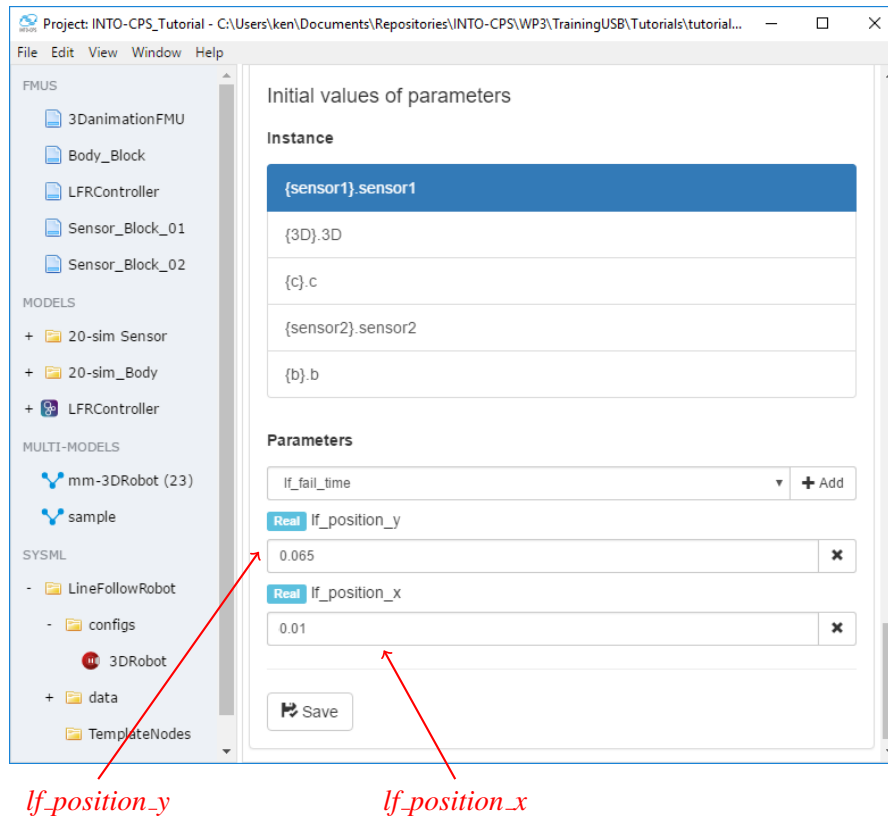 Project: INTO-CPS_Tutorial - C:\Users\ken\Documents\Repositories\INTO-CPS\WP3\TrainingUSB\Tutorials\tutorial...
File Edit View Window Help
FMUS
3DanimationFMU
Body_Block
LFRController
Sensor_Block_01
Sensor_Block_02
MODELS
+ 20-sim Sensor
+ 20-sim_Body
+ LFRController
MULTI-MODELS
mm-3DRobot (23)
sample
SYSML
- LineFollowRobot
- configs
3DRobot
+ data
TemplateNodes
Initial values of parameters
Instance
{sensor1}.sensor1
{3D}.3D
{c}.c
{sensor2}.sensor2
{b}.b
Parameters
lf_fail_time
Add
Real lf_position_y
0.065
Real lf_position_x
0.01
Save
lf_position_y
lf_position_x